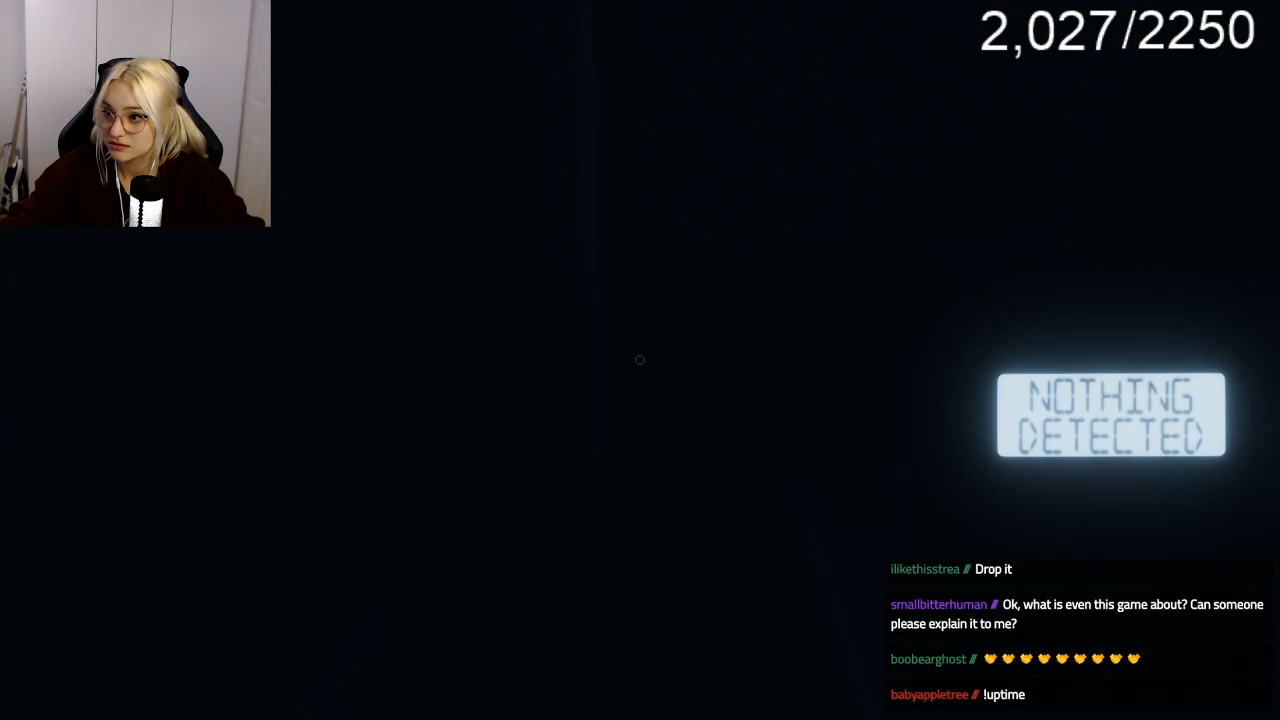 2,027/2250
NOTHING
DETECTED
ilikethisstrea // Drop it
smallbitterhuman // Ok, what is even this game about? Can someone
please explain it to me?
boobearghost // 🧡 🧡 🧡 🧡 🧡 🧡 🧡 🧡 🧡
babyappletree // !uptime